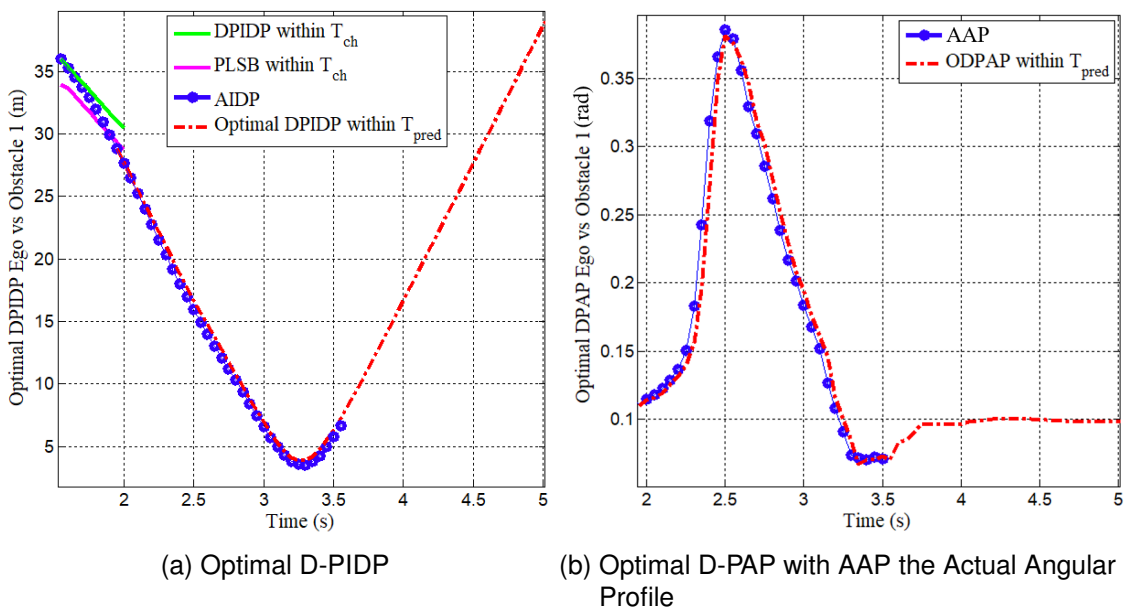 DPIDP within T_ch
PLSB within T_ch
AIDP
Optimal DPIDP within T_pred
Optimal DPIDP Ego vs Obstacle 1 (m)
35
30
25
20
15
10
5
2
2.5
3
3.5
4
4.5
5
Time (s)
(a) Optimal D-PIDP
AAP
ODPAP within T_pred
Optimal DPAP Ego vs Obstacle 1 (rad)
0.35
0.3
0.25
0.2
0.15
0.1
2
2.5
3
3.5
4
4.5
5
Time (s)
(b) Optimal D-PAP with AAP the Actual Angular
Profile